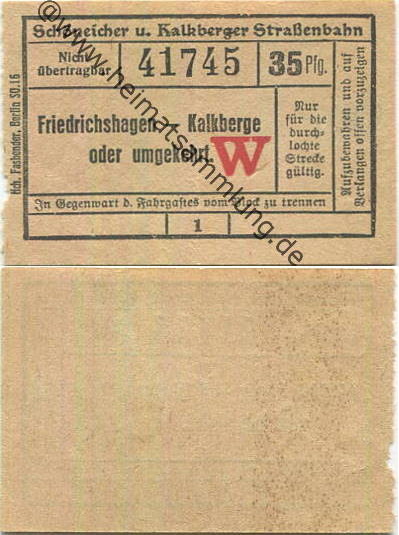 Schöneicher u. Kalkberger Straßenbahn
Nicht
übertragbar
41745
35 Pfg.
Friedrichshagen – Kalkberge
oder umgekehrt.
W
Nur
für die
durch-
lochte
Strecke
gültig.
Aufzubewahren und auf
Verlangen offen vorzuzeigen
In Gegenwart d. Fahrgastes vom Block zu trennen
1
Hch. Fasbender, Berlin SO.16
@www.heimatsammlung.de